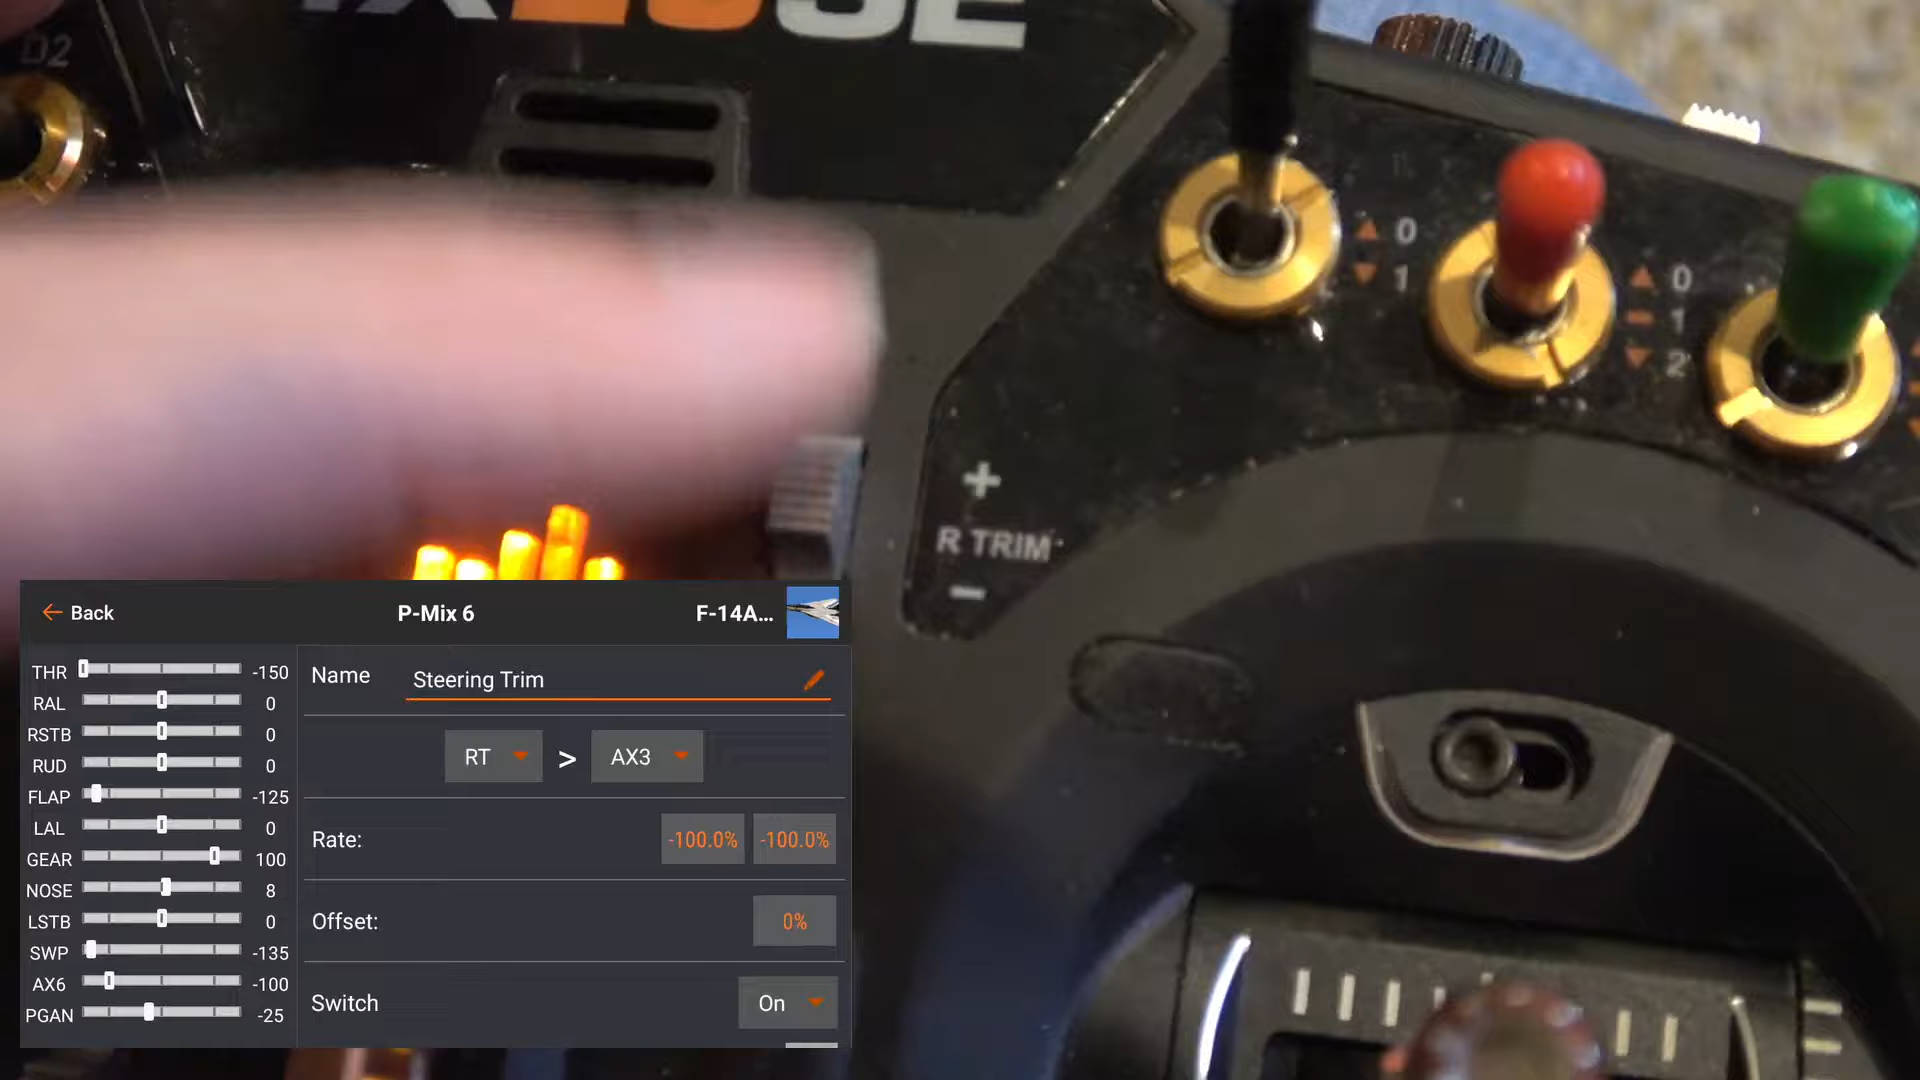 iX20SE
D2
0
1
0
1
2
+
R TRIM
-
Back
P-Mix 6
F-14A...
THR -150
RAL 0
RSTB 0
RUD 0
FLAP -125
LAL 0
GEAR 100
NOSE 8
LSTB 0
SWP -135
AX6 -100
PGAN -25
Name Steering Trim
RT > AX3
Rate: -100.0% -100.0%
Offset: 0%
Switch On